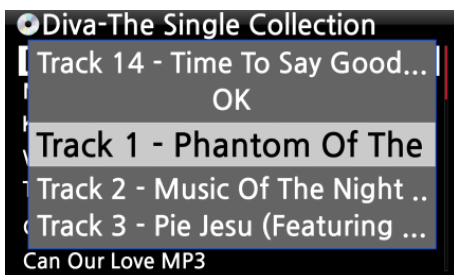 Diva-The Single Collection
Track 14 - Time To Say Good...
OK
Track 1 - Phantom Of The
Track 2 - Music Of The Night ..
Track 3 - Pie Jesu (Featuring ...
Can Our Love MP3